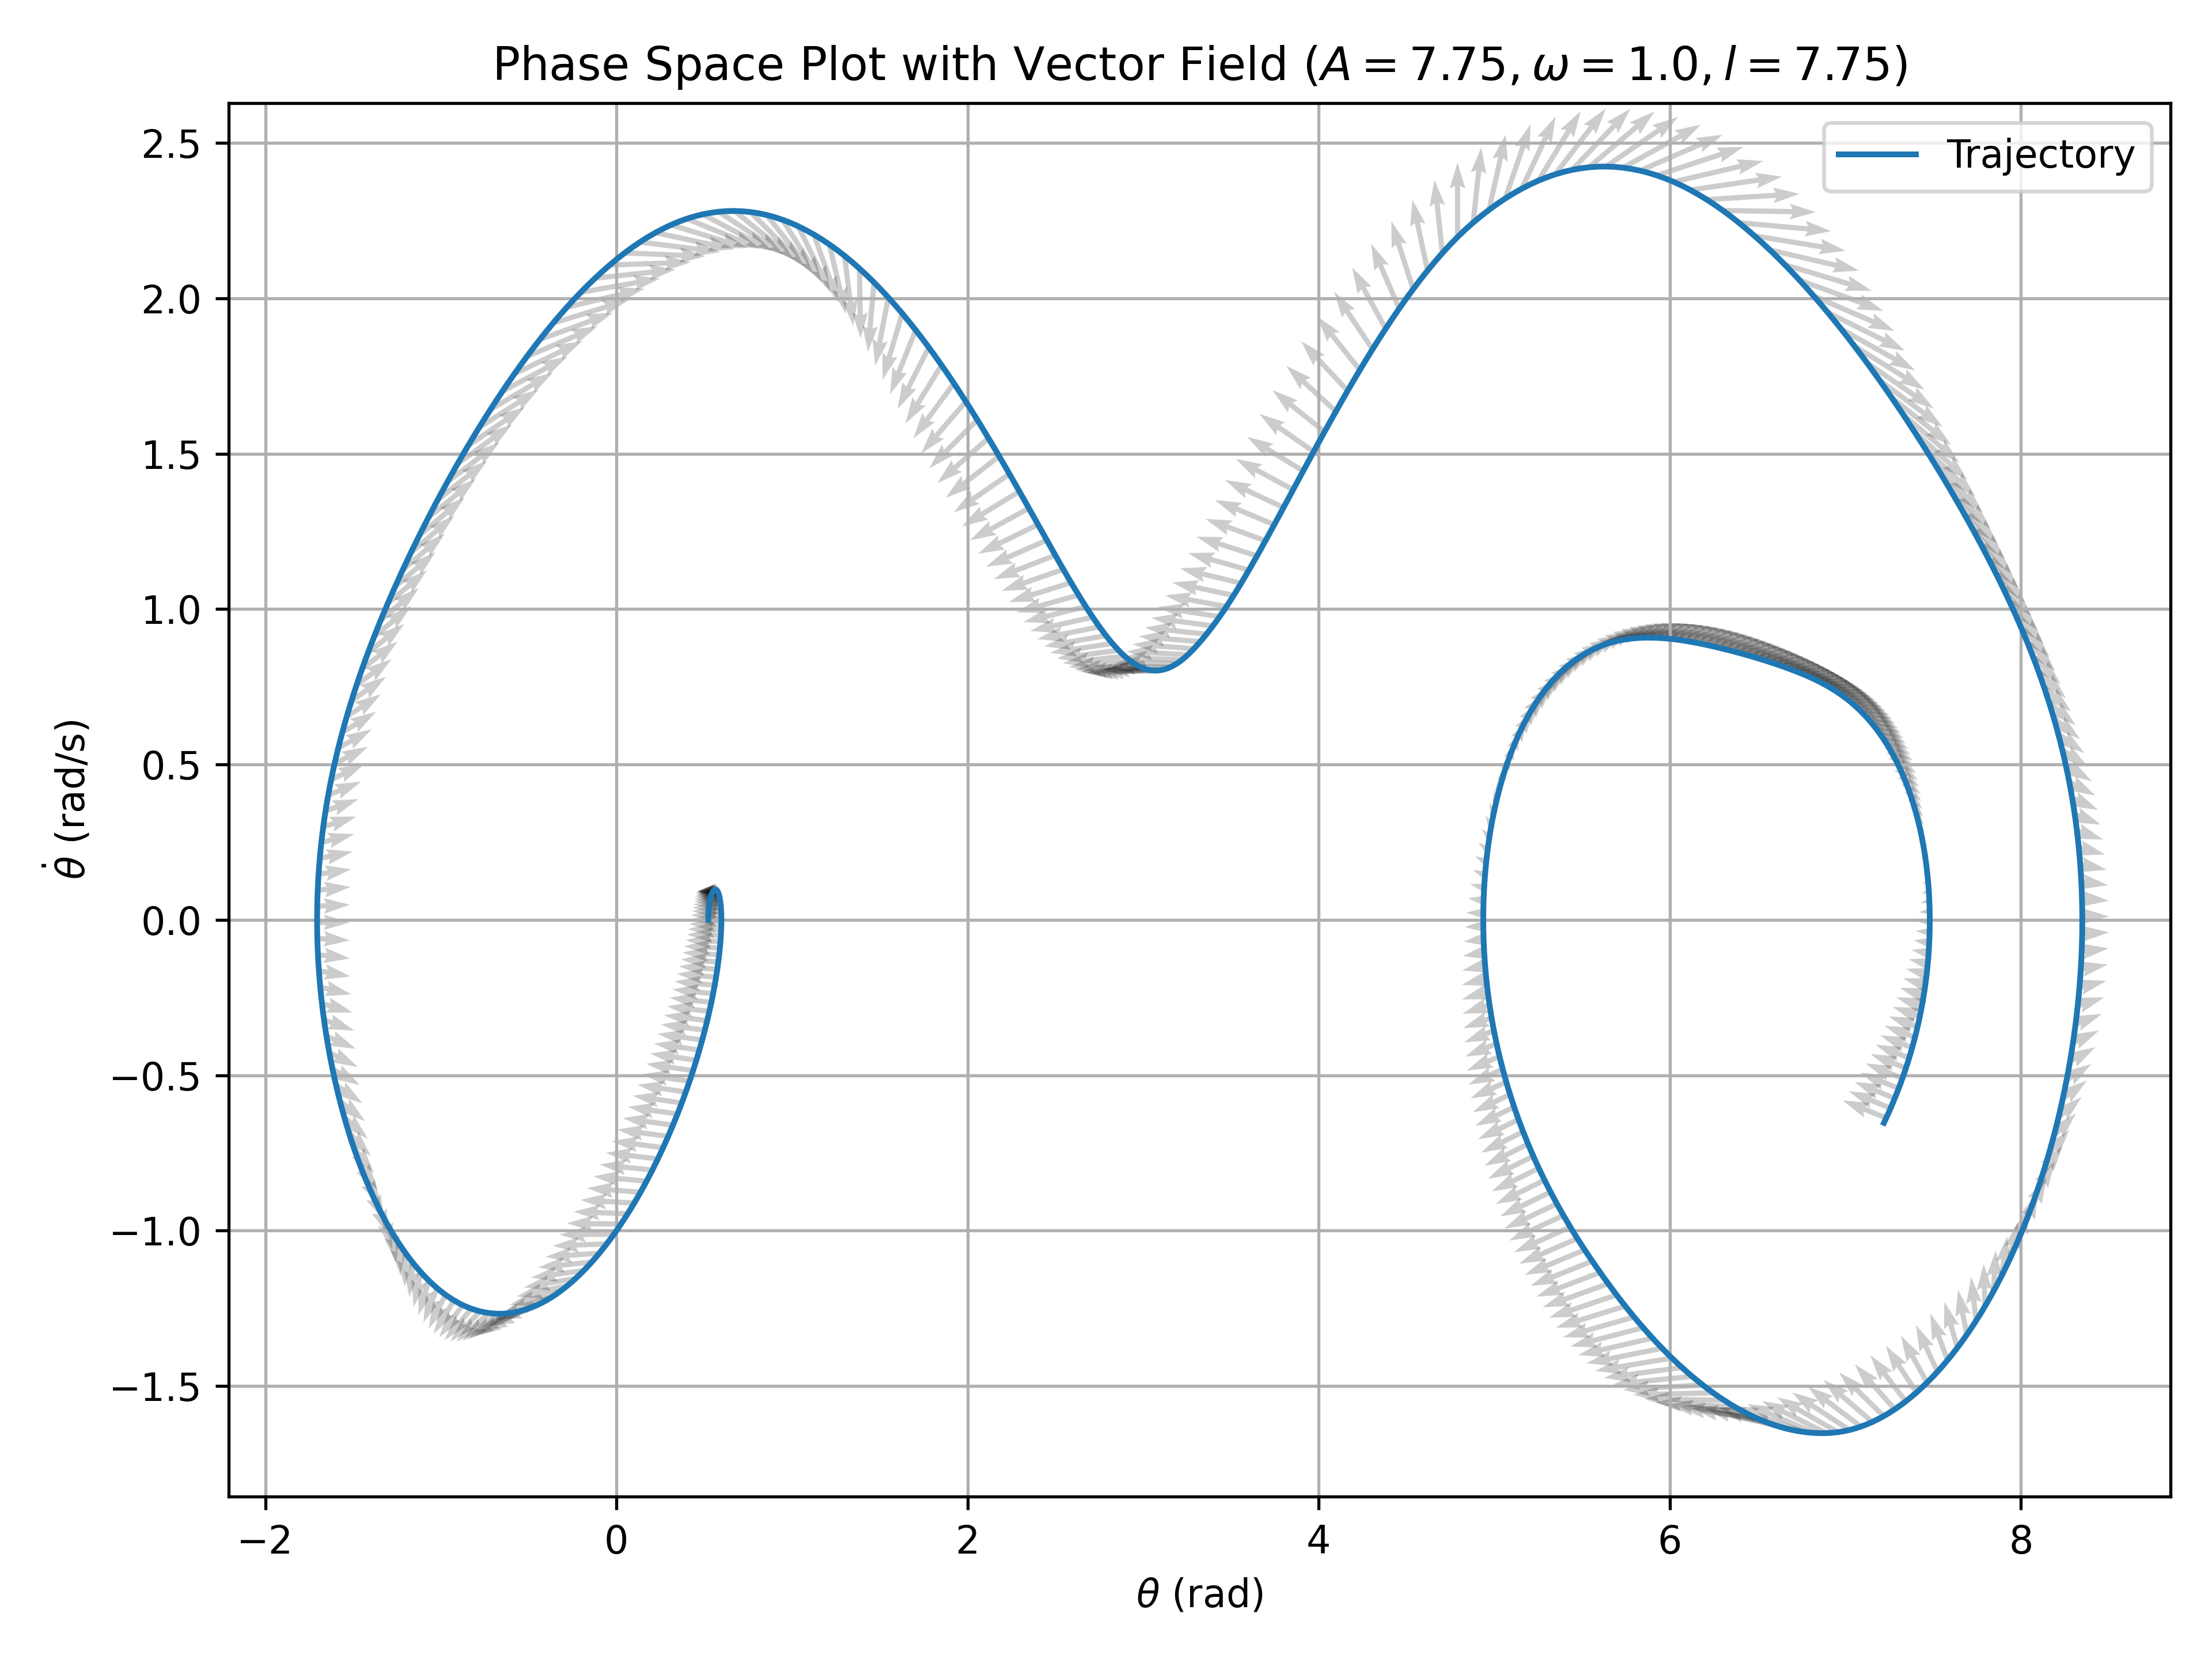 Phase Space Plot with Vector Field (A = 7.75, ω = 1.0, l = 7.75)
Trajectory
2.5
2.0
1.5
1.0
0.5
0.0
−0.5
−1.0
−1.5
θ̇ (rad/s)
−2 0 2 4 6 8
θ (rad)